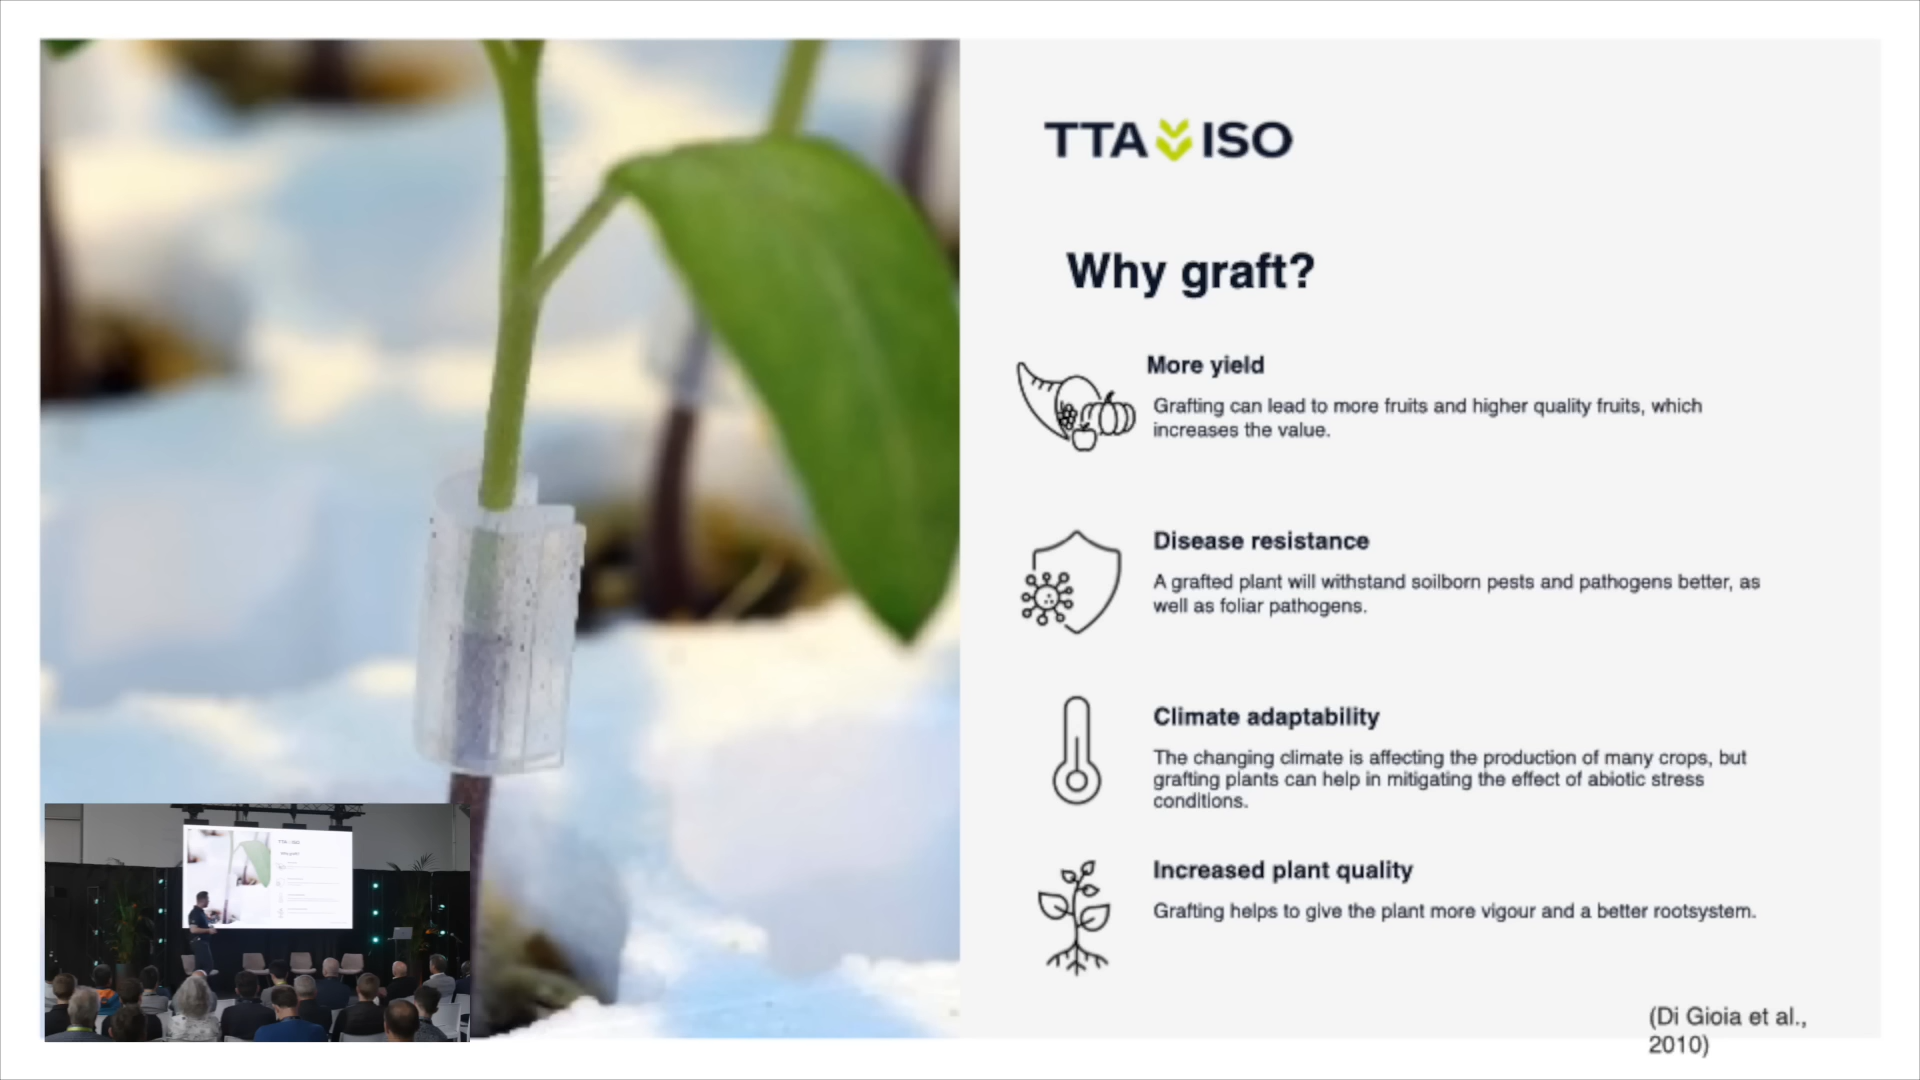 TTA ISO
Why graft?
More yield
Grafting can lead to more fruits and higher quality fruits, which
increases the value.
Disease resistance
A grafted plant will withstand soilborn pests and pathogens better, as
well as foliar pathogens.
Climate adaptability
The changing climate is affecting the production of many crops, but
grafting plants can help in mitigating the effect of abiotic stress
conditions.
Increased plant quality
Grafting helps to give the plant more vigour and a better rootsystem.
(Di Gioia et al.,
2010)